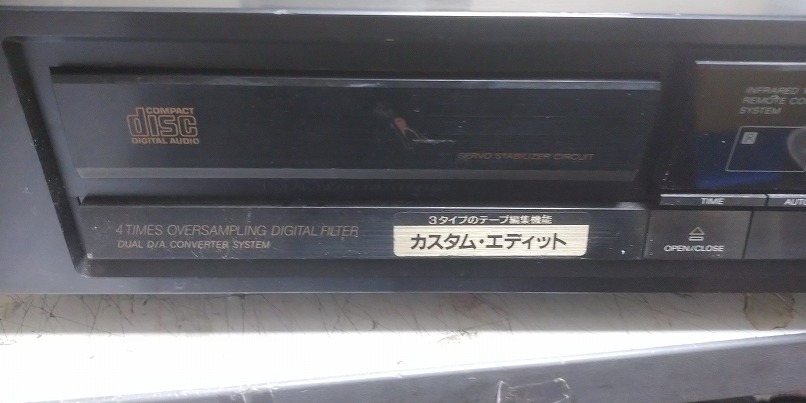 COMPACT
disc
DIGITAL AUDIO
SERVO STABILIZER CIRCUIT
INFRARED
REMOTE
SYSTEM
TIME
4 TIMES OVERSAMPLING DIGITAL FILTER
DUAL D/A CONVERTER SYSTEM
3タイプのテープ編集機能
カスタム・エディット
OPEN/CLOSE